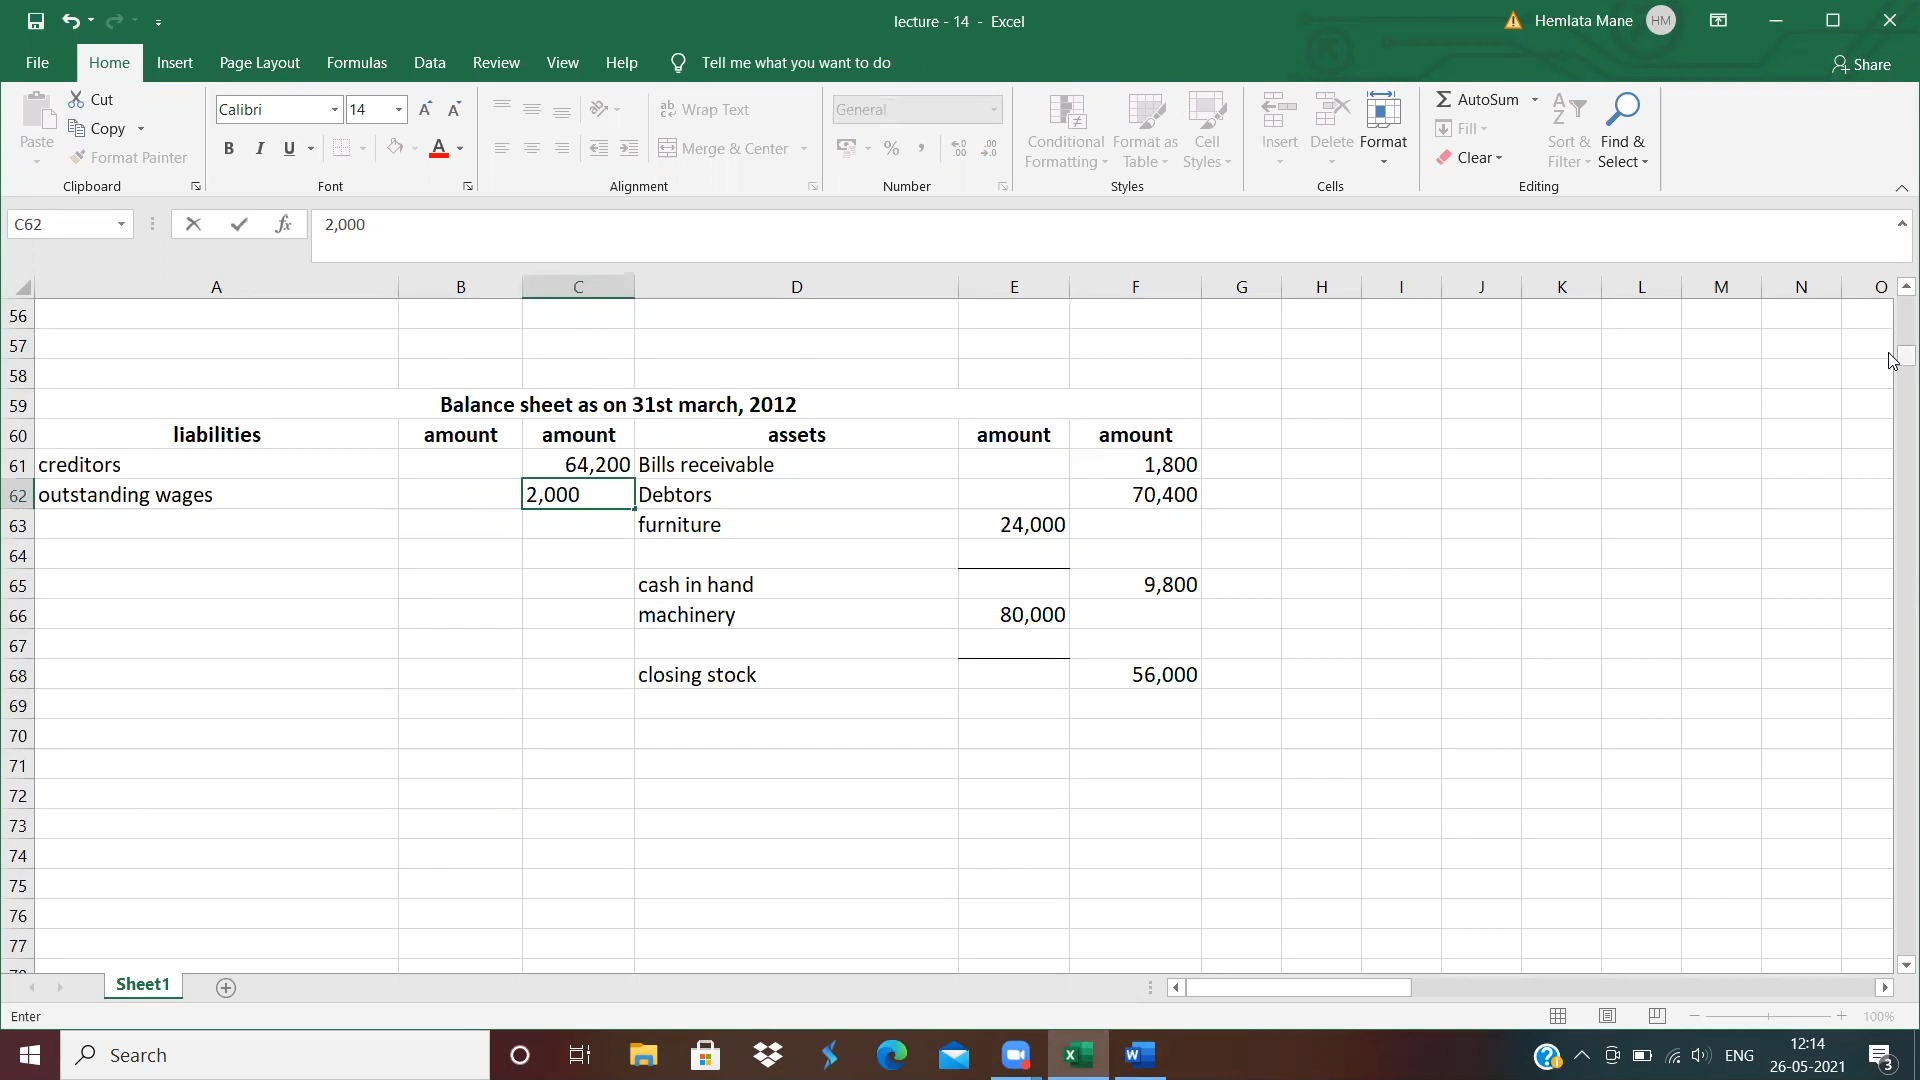 lecture - 14 - Excel
Hemlata Mane HM
File Home Insert Page Layout Formulas Data Review View Help Tell me what you want to do Share
Paste
Cut
Copy
Format Painter
Clipboard
Calibri 14
B I U
Font
Wrap Text
Merge & Center
Alignment
General
Number
Conditional Formatting
Format as Table
Cell Styles
Styles
Insert Delete Format
Cells
AutoSum
Fill
Clear
Sort & Filter
Find & Select
Editing
C62 fx 2,000
A B C D E F G H I J K L M N O
56
57
58
59 Balance sheet as on 31st march, 2012
60 liabilities amount amount assets amount amount
61 creditors 64,200 Bills receivable 1,800
62 outstanding wages 2,000 Debtors 70,400
63 furniture 24,000
64
65 cash in hand 9,800
66 machinery 80,000
67
68 closing stock 56,000
69
70
71
72
73
74
75
76
77
Sheet1
Enter 100%
Search
ENG
12:14
26-05-2021
3